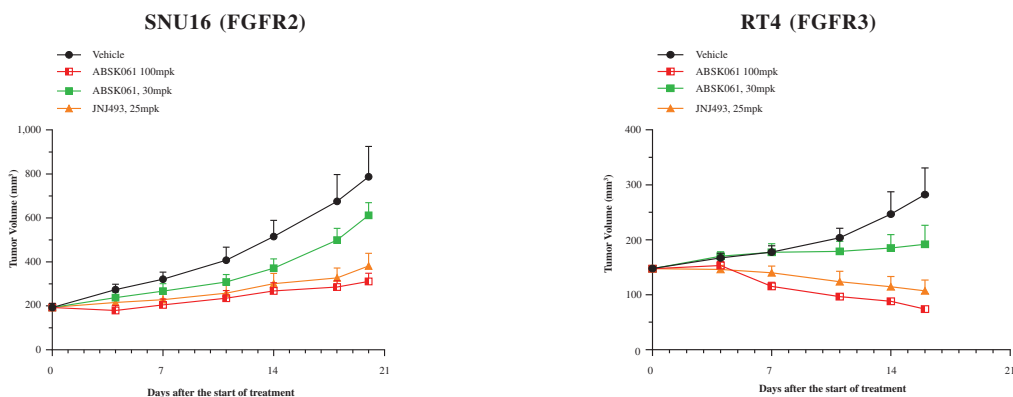 SNU16 (FGFR2)
Vehicle
ABSK061 100mpk
ABSK061, 30mpk
JNJ493, 25mpk
1,000
800
600
400
200
0
Tumor Volume (mm³)
0 7 14 21
Days after the start of treatment
RT4 (FGFR3)
Vehicle
ABSK061 100mpk
ABSK061, 30mpk
JNJ493, 25mpk
400
300
200
100
0
Tumor Volume (mm³)
0 7 14 21
Days after the start of treatment